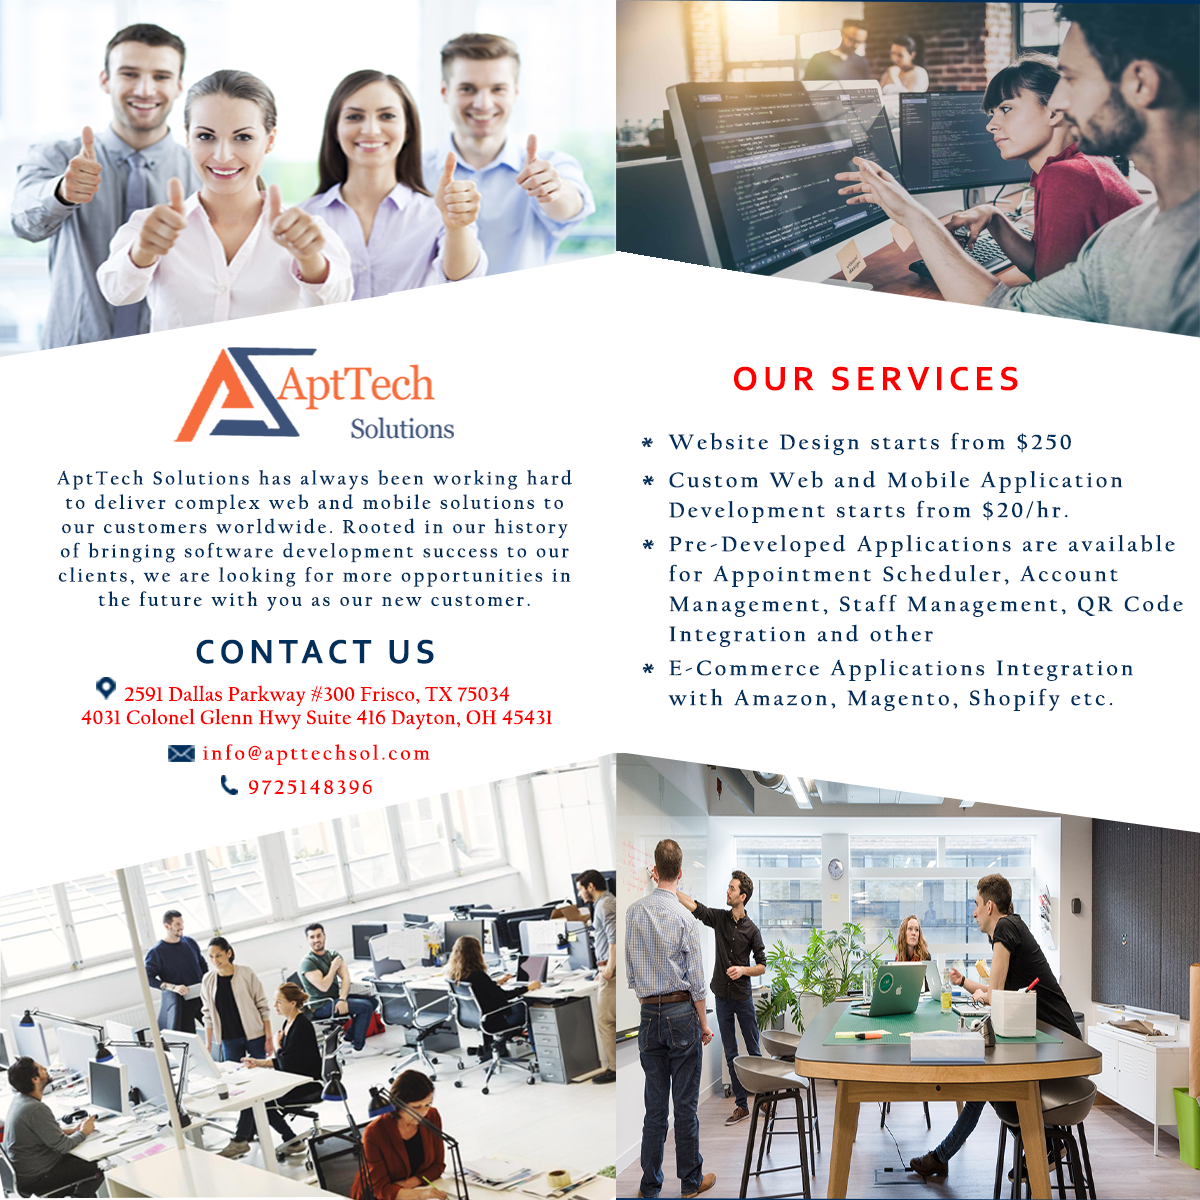 AptTech
Solutions
AptTech Solutions has always been working hard
to deliver complex web and mobile solutions to
our customers worldwide. Rooted in our history
of bringing software development success to our
clients, we are looking for more opportunities in
the future with you as our new customer.
CONTACT US
2591 Dallas Parkway #300 Frisco, TX 75034
4031 Colonel Glenn Hwy Suite 416 Dayton, OH 45431
info@apttechsol.com
9725148396
OUR SERVICES
* Website Design starts from $250
* Custom Web and Mobile Application
Development starts from $20/hr.
* Pre-Developed Applications are available
for Appointment Scheduler, Account
Management, Staff Management, QR Code
Integration and other
* E-Commerce Applications Integration
with Amazon, Magento, Shopify etc.